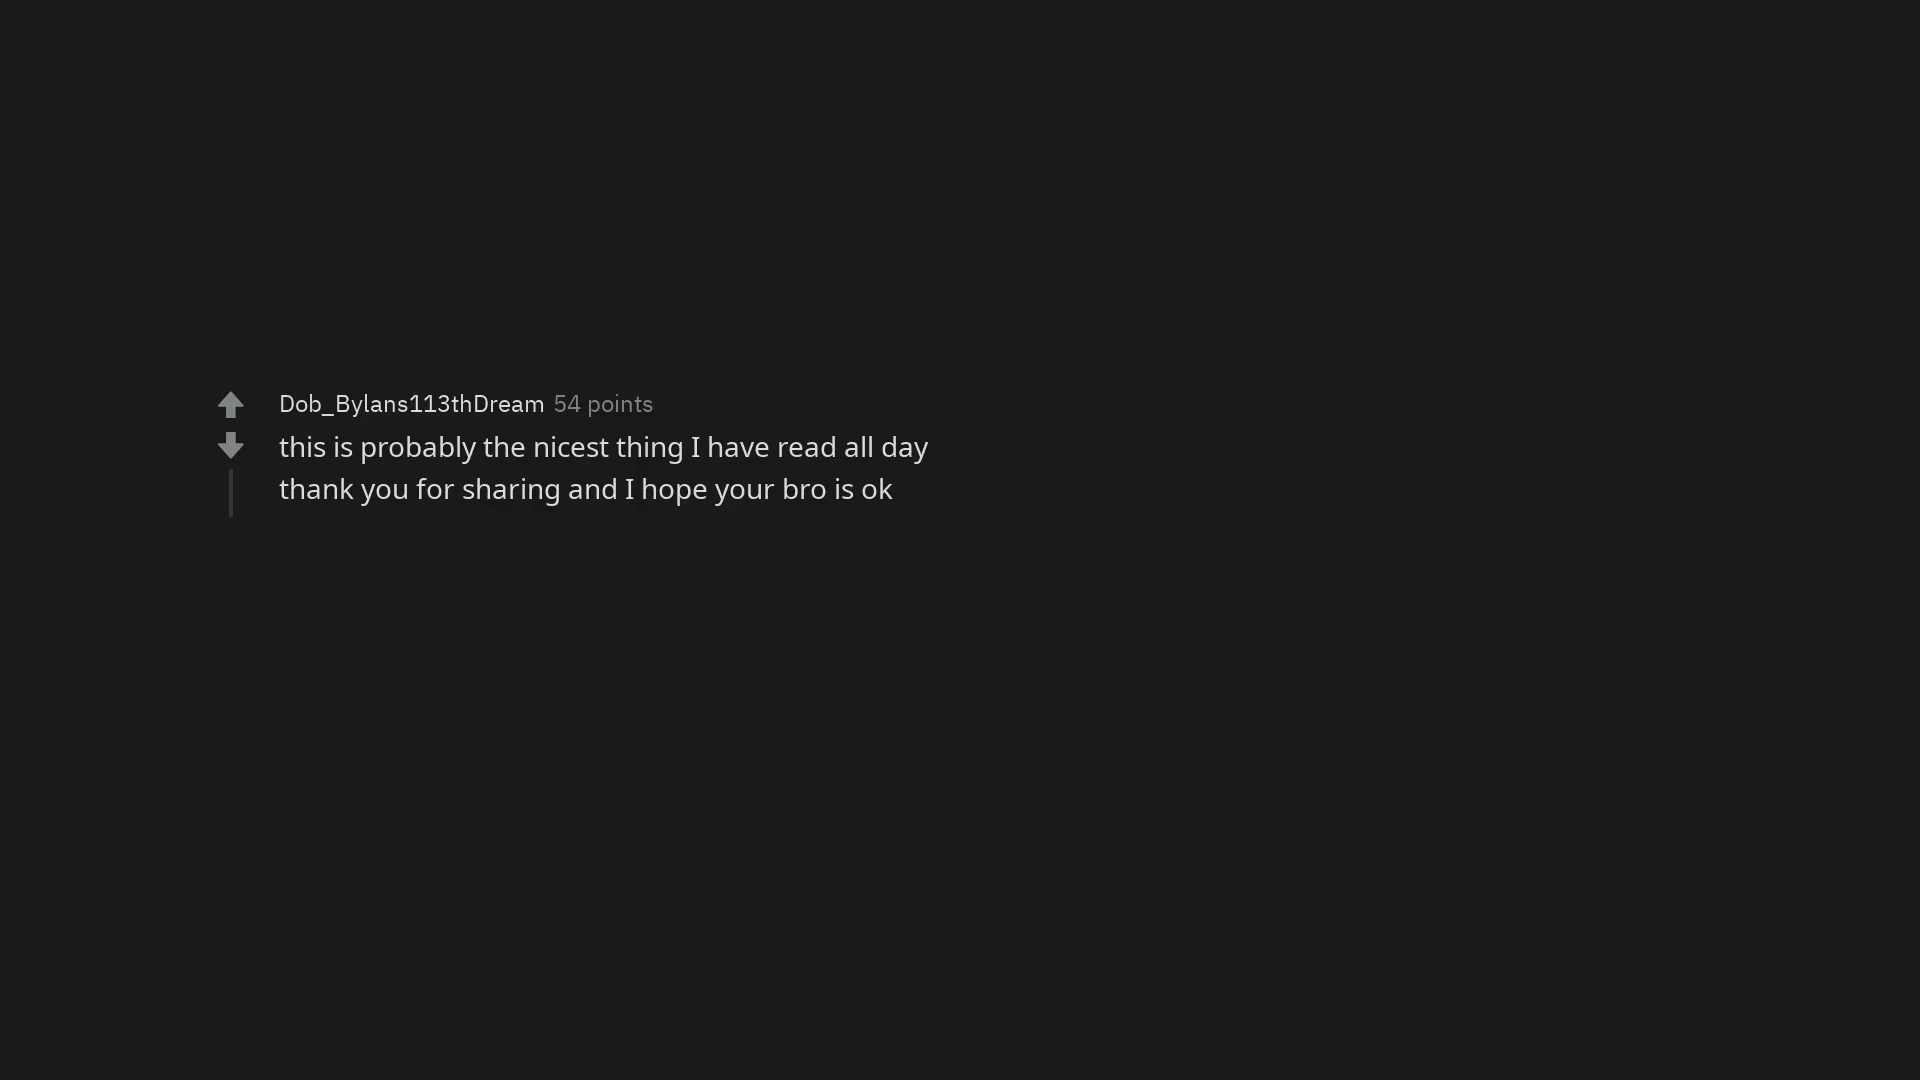 Dob_Bylans113thDream 54 points
this is probably the nicest thing I have read all day
thank you for sharing and I hope your bro is ok